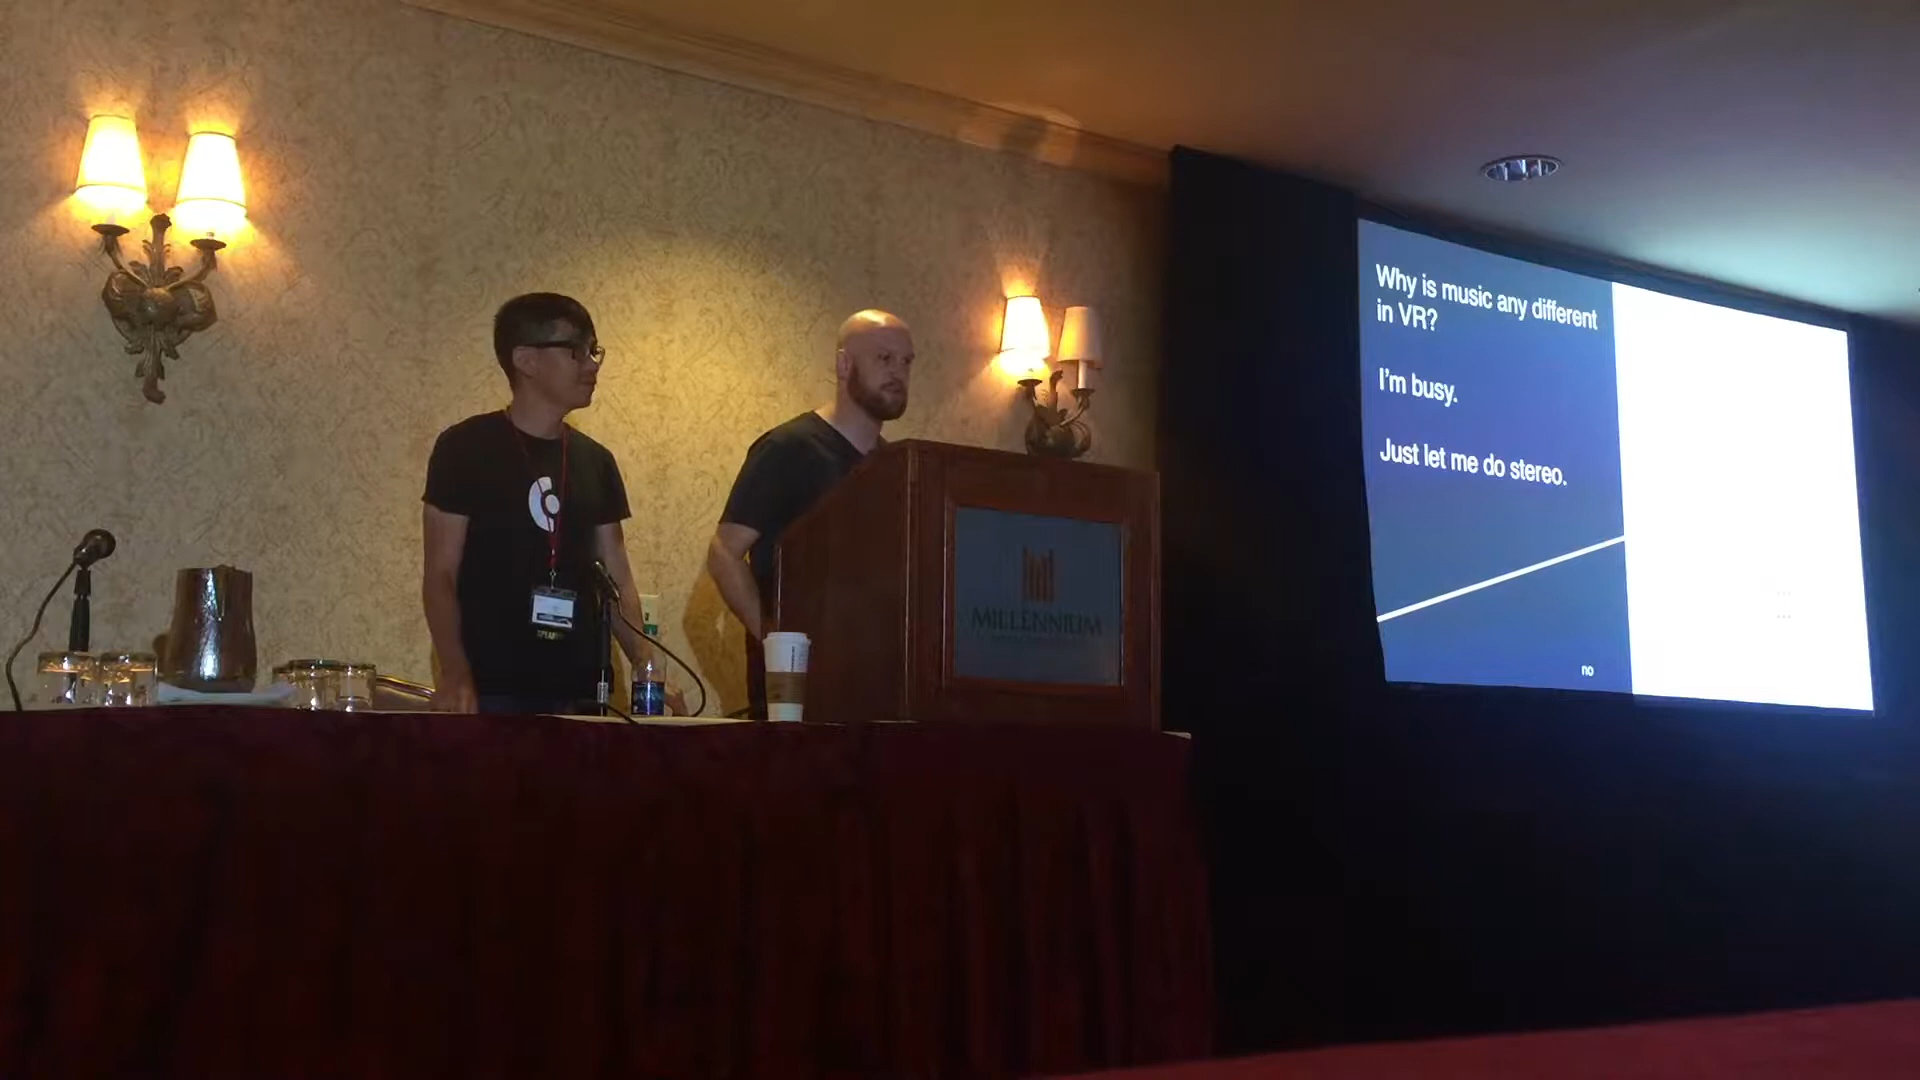 Why is music any different
in VR?
I'm busy.
Just let me do stereo.
no
MILLENNIUM